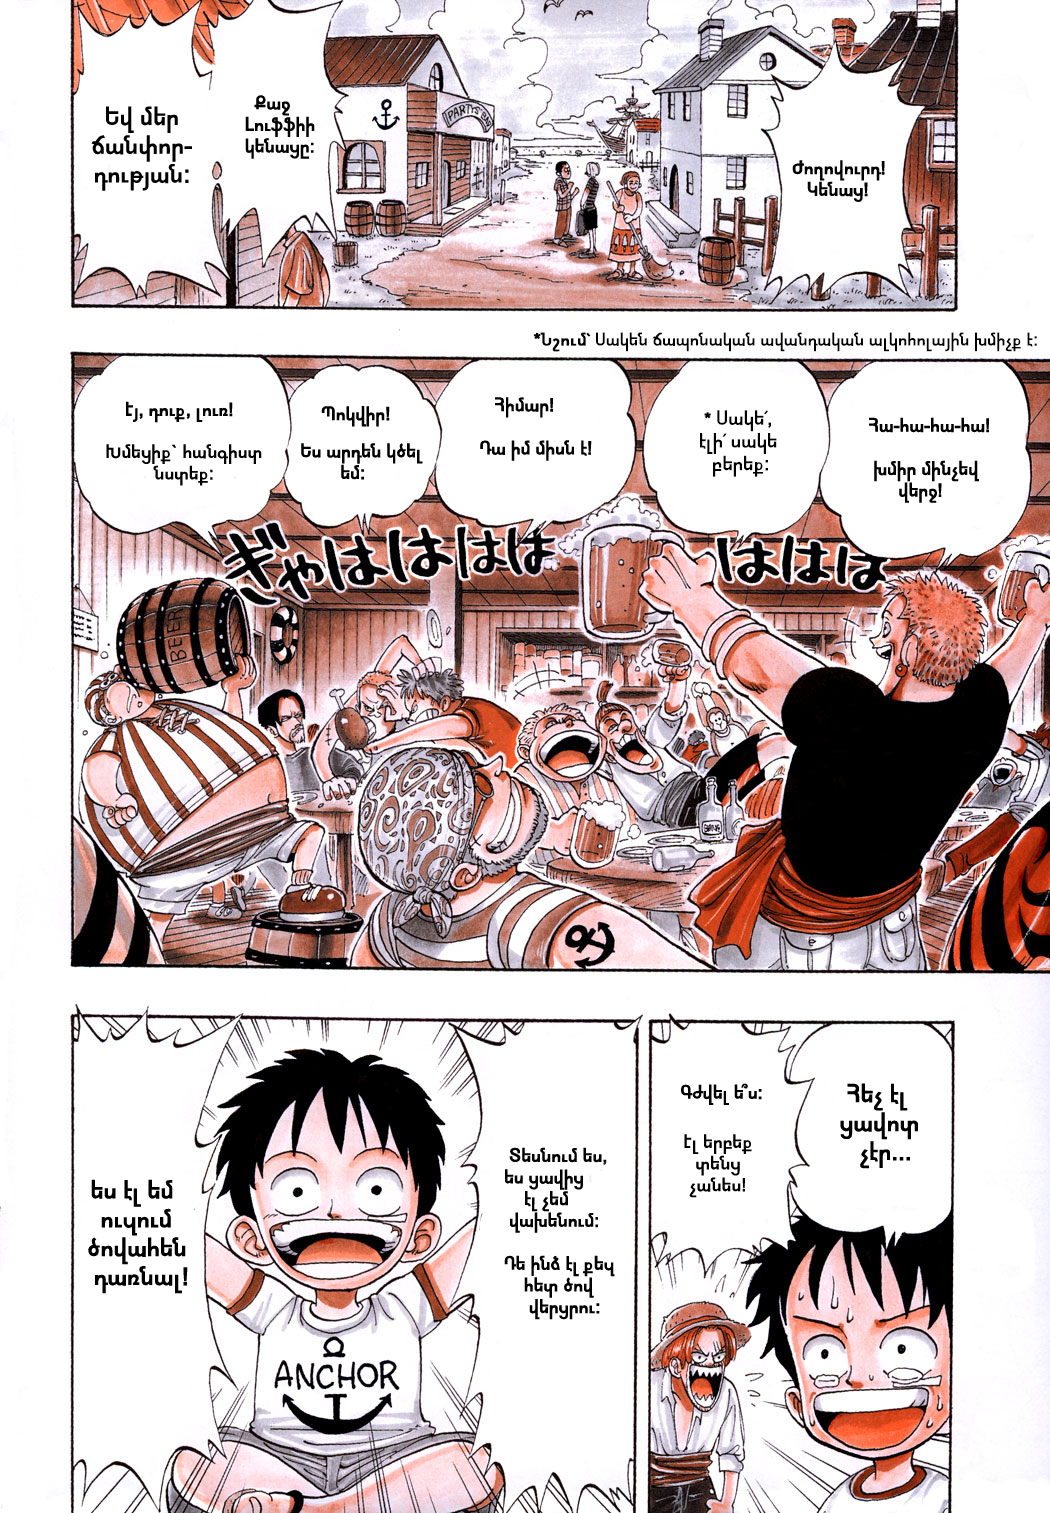 Ժողովուրդ!
Կենաց!
Քաջ
Լուֆֆիի
կենացը:
Եվ մեր
ճանփոր-
դության:
PARTYS BAR
*Նշում՝ Սակեն ճապոնական ավանդական ալկոհոլային խմիչք է:
Հա-հա-հա-հա!
խմիր մինչեվ
վերջ!
* Սակե՛,
էլի՛ սակե
բերեք:
Հիմար!
Դա իմ միսն է!
Պոկվիր!
Ես արդեն կծել
եմ:
էյ, դուք, լուռ!
Խմեցիք՝ հանգիստ
նստեք:
ぎゃはははは
はははは
BEER
Հեչ էլ
ցավոտ
չէր...
Գժվել ե՞ս:
էլ երբեք
տենց
չանես!
Տեսնում ես,
ես ցավից
էլ չեմ
վախենում:
Դե ինձ էլ քեզ
հետ ծով
վերցրու:
ես էլ եմ
ուզում
ծովահեն
դառնալ!
ANCHOR